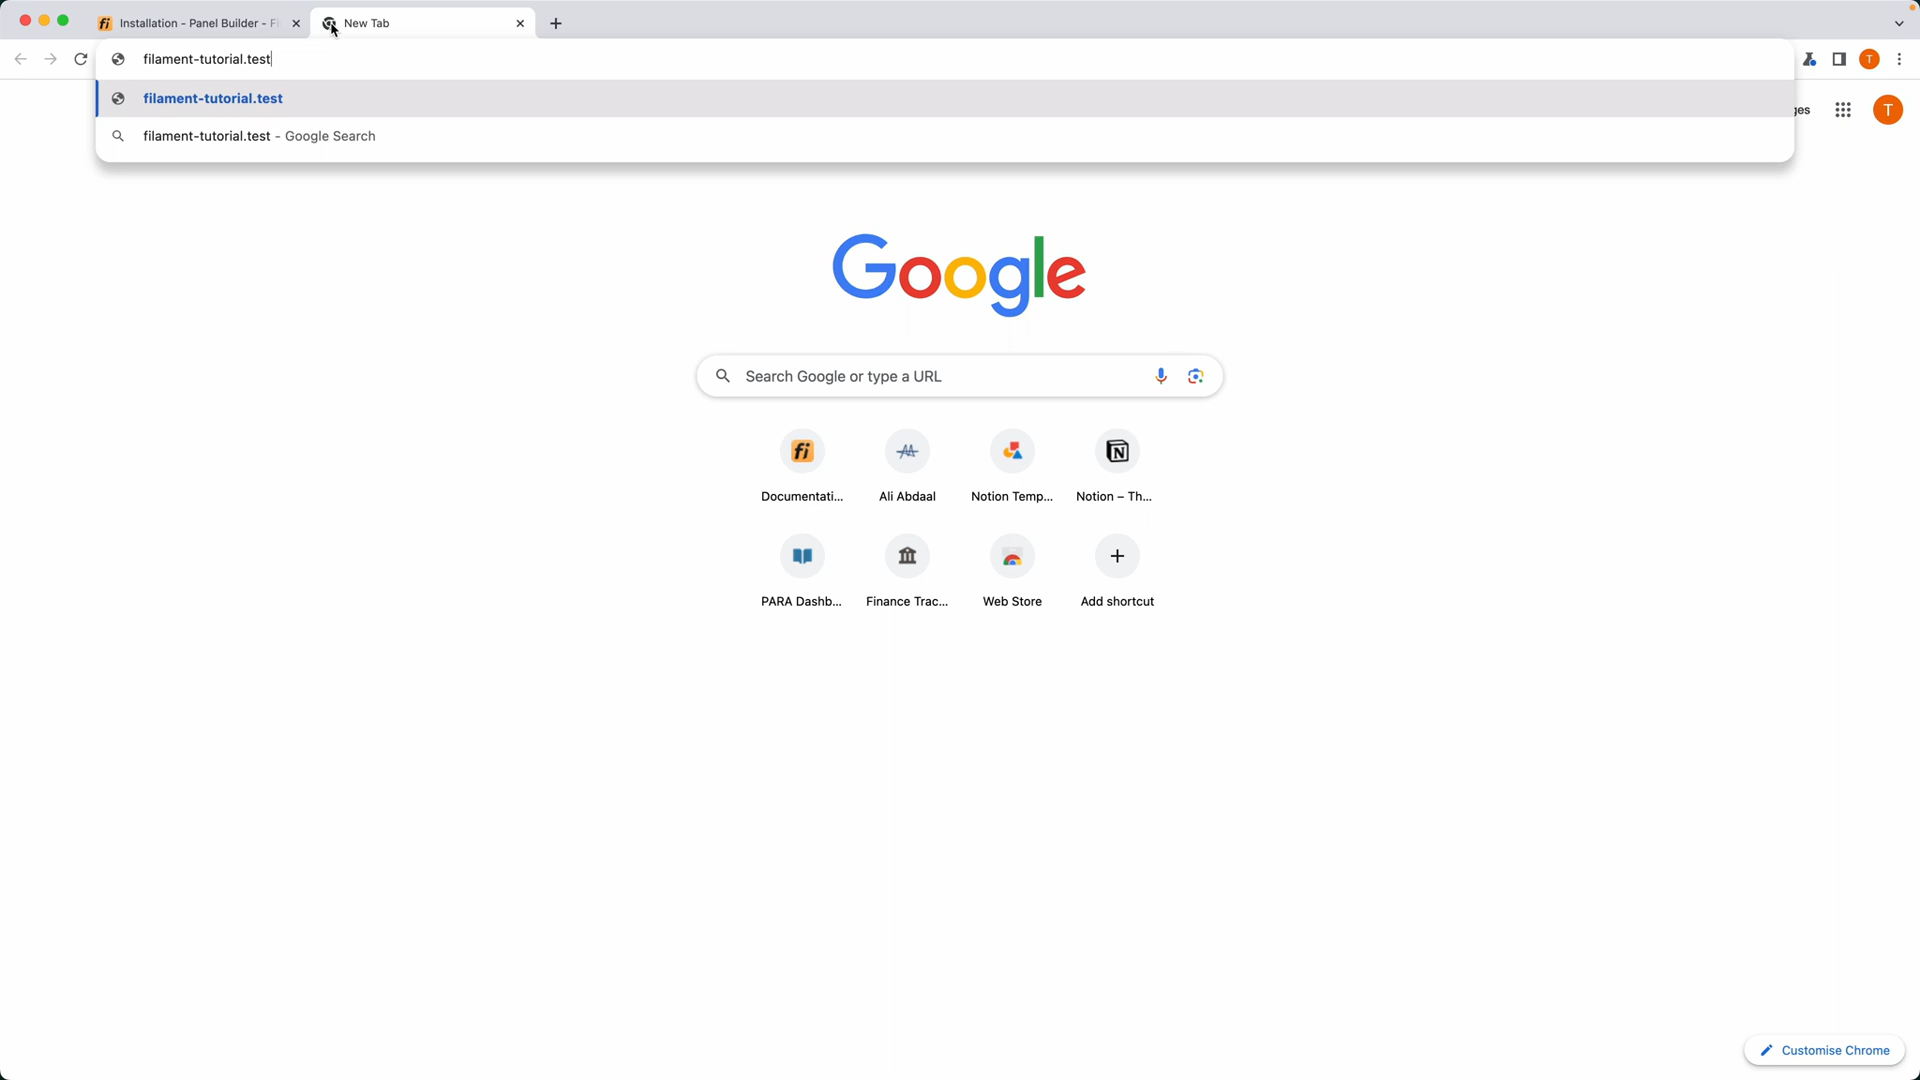 Installation - Panel Builder - Fi
New Tab
filament-tutorial.test
T
filament-tutorial.test
filament-tutorial.test - Google Search
ges
T
Google
Search Google or type a URL
fi
N
Documentati...
Ali Abdaal
Notion Temp...
Notion – Th...
PARA Dashb...
Finance Trac...
Web Store
Add shortcut
Customise Chrome